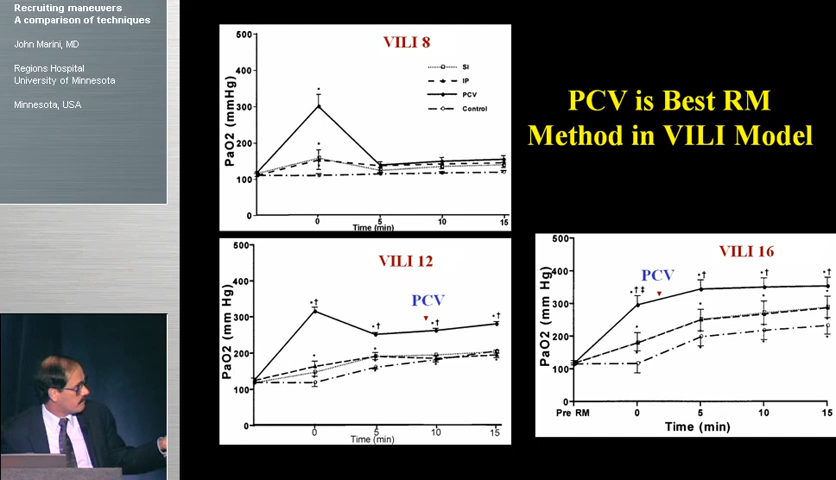 Recruiting maneuvers
A comparison of techniques
John Marini, MD
Regions Hospital
University of Minnesota
Minnesota, USA
VILI 8
PaO2 (mmHg)
500
400
300
200
100
0
SI
IP
PCV
Control
0 5 10 15
Time (min)
PCV is Best RM
Method in VILI Model
VILI 12
PCV
PaO2 (mm Hg)
500
400
300
200
100
0
0 5 10 15
Time (min)
VILI 16
PCV
PaO2 (mm Hg)
500
400
300
200
100
0
Pre RM 0 5 10 15
Time (min)